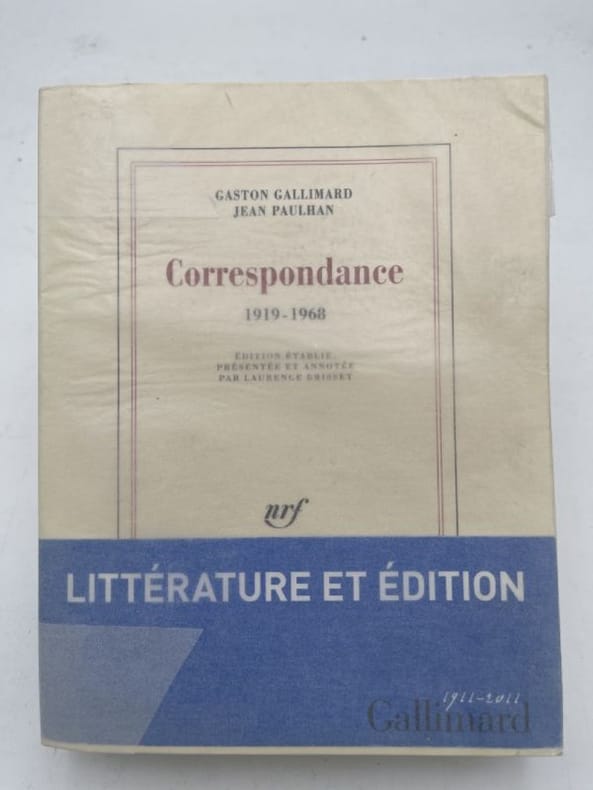 GASTON GALLIMARD
JEAN PAULHAN
Correspondance
1919-1968
ÉDITION ÉTABLIE,
PRÉSENTÉE ET ANNOTÉE
PAR LAURENCE BRISSET
nrf
LITTÉRATURE ET ÉDITION
1911-2011
Gallimard